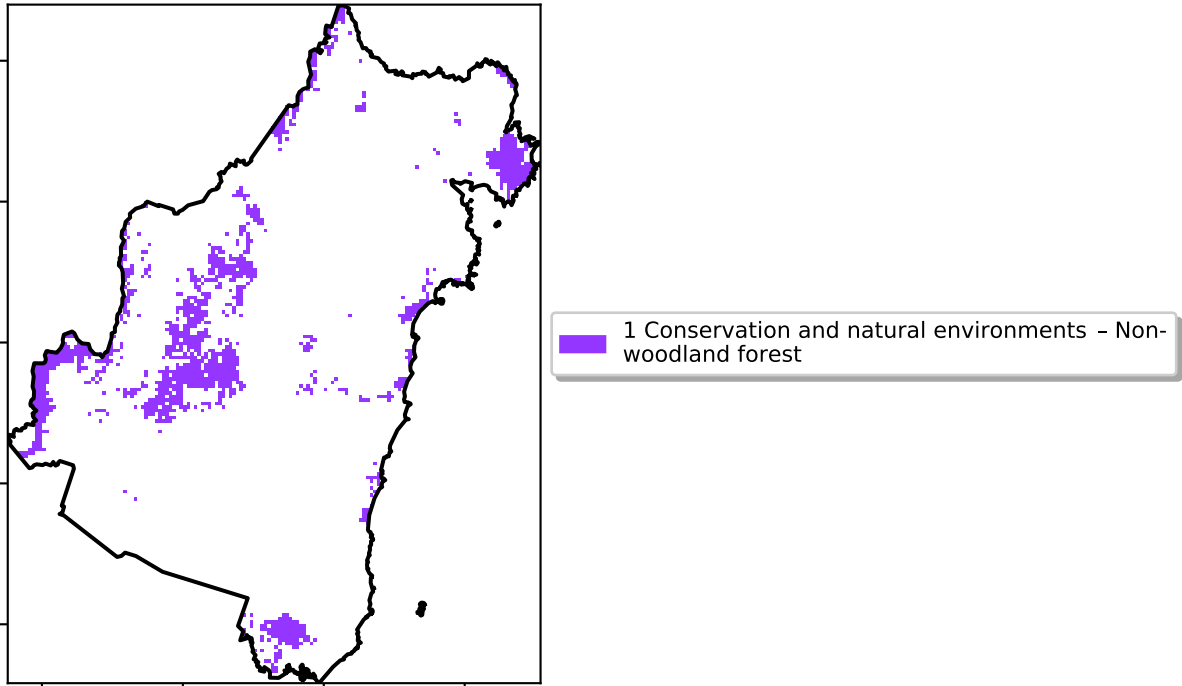 1 Conservation and natural environments – Non-
woodland forest